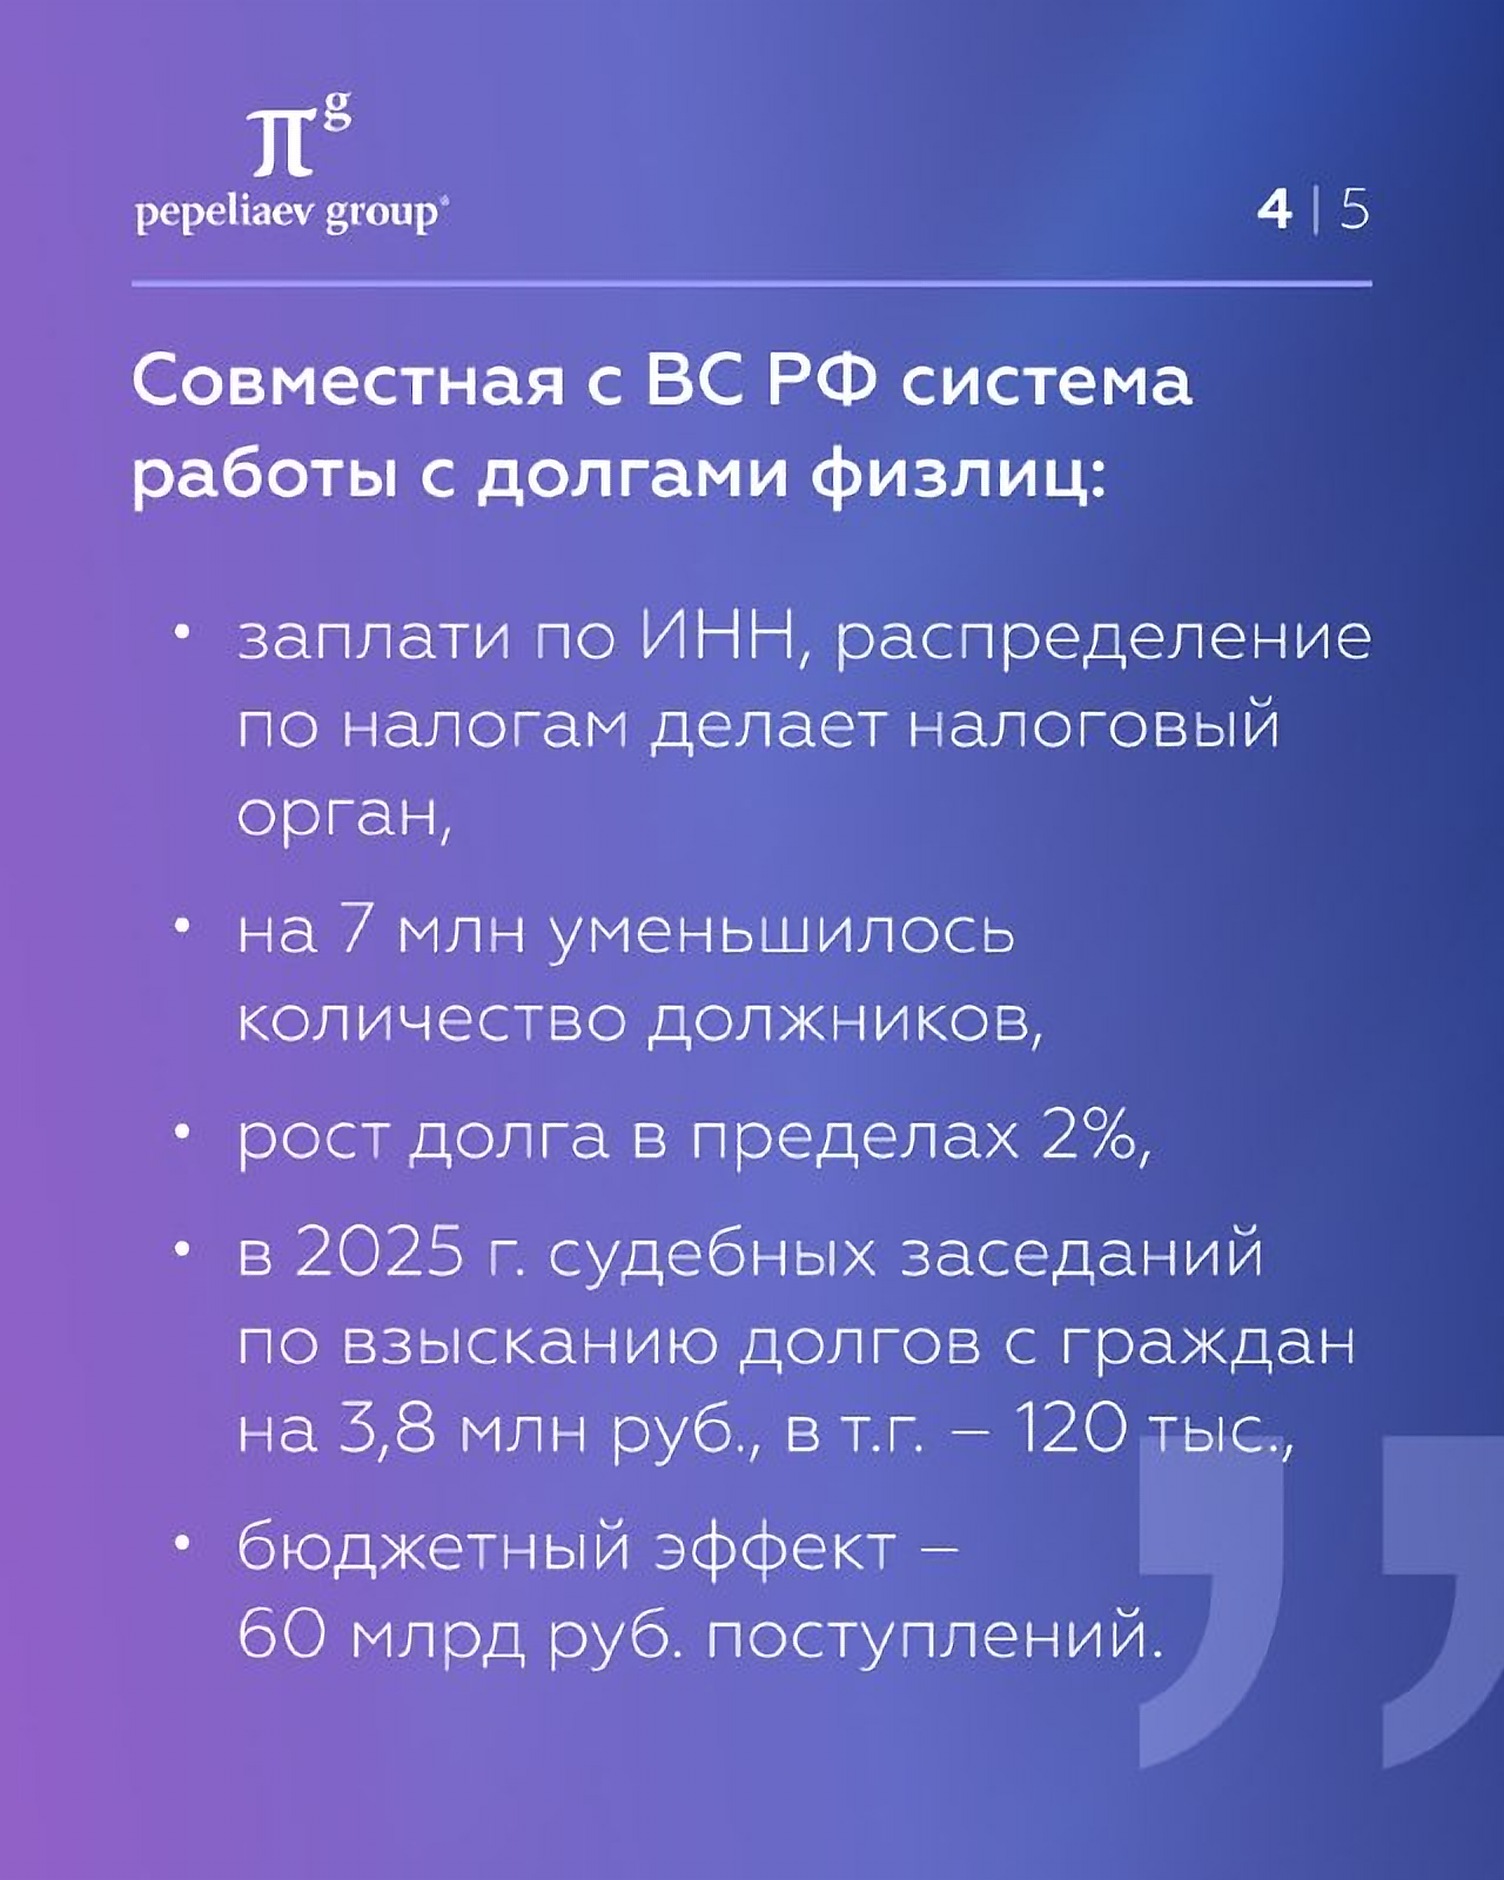 πg
pepeliaev group®
4 | 5
Совместная с ВС РФ система
работы с долгами физлиц:
• заплати по ИНН, распределение
по налогам делает налоговый
орган,
• на 7 млн уменьшилось
количество должников,
• рост долга в пределах 2%,
• в 2025 г. судебных заседаний
по взысканию долгов с граждан
на 3,8 млн руб., в т.г. – 120 тыс.,
• бюджетный эффект –
60 млрд руб. поступлений.
”